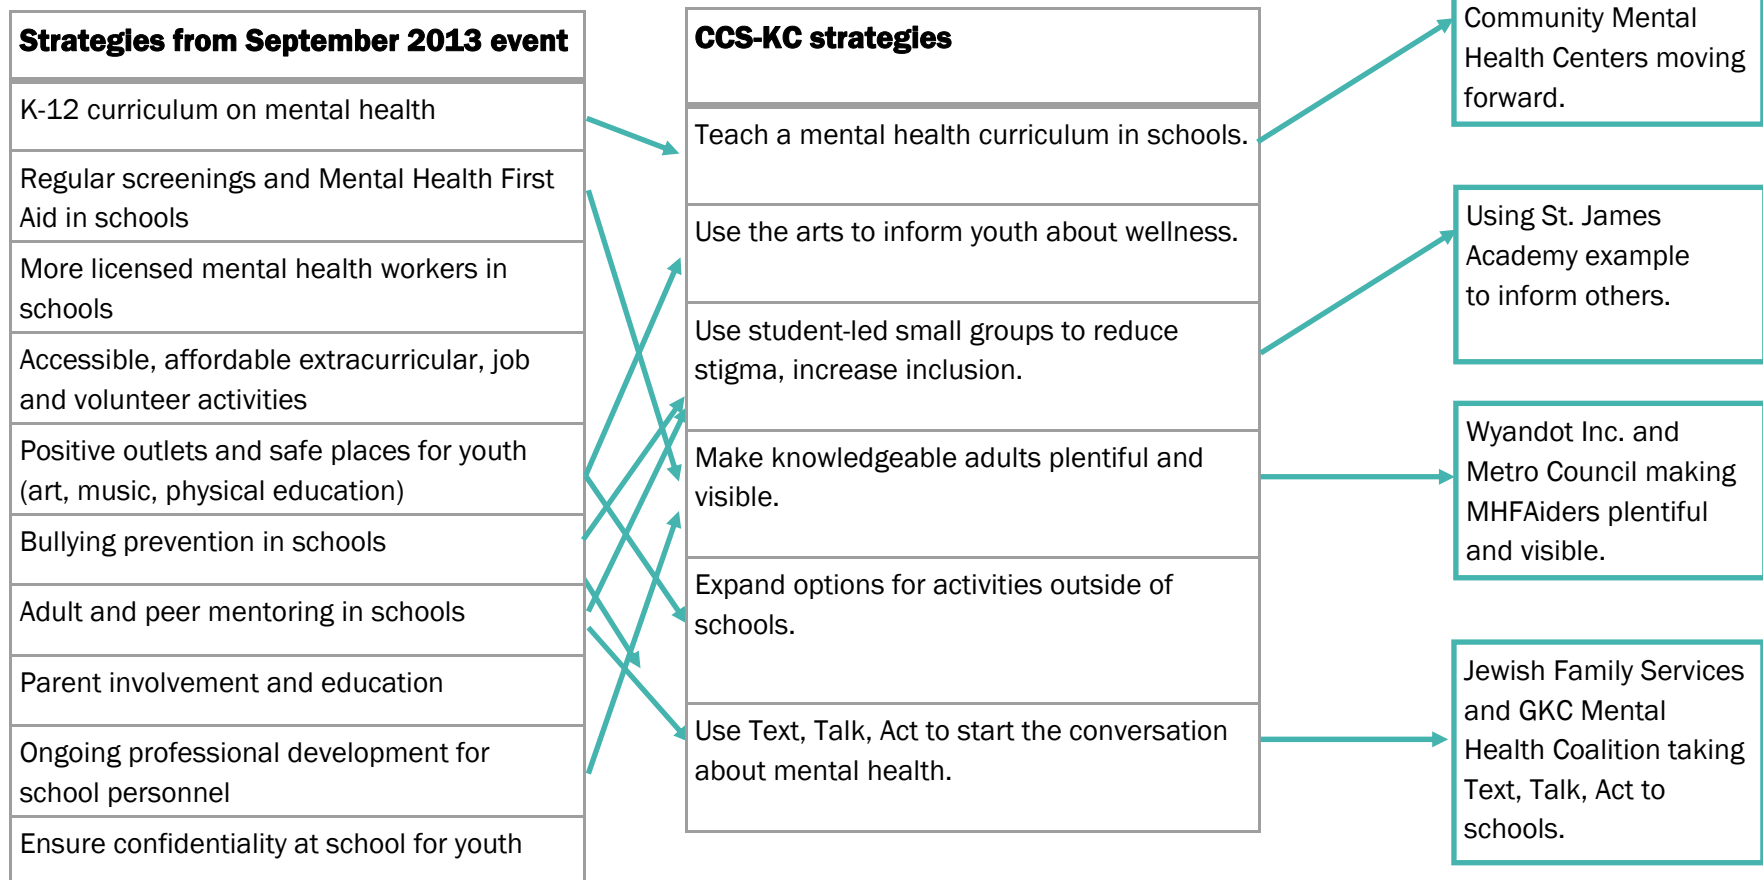 Strategies from September 2013 event
K-12 curriculum on mental health
Regular screenings and Mental Health First
Aid in schools
More licensed mental health workers in
schools
Accessible, affordable extracurricular, job
and volunteer activities
Positive outlets and safe places for youth
(art, music, physical education)
Bullying prevention in schools
Adult and peer mentoring in schools
Parent involvement and education
Ongoing professional development for
school personnel
Ensure confidentiality at school for youth
CCS-KC strategies
Teach a mental health curriculum in schools.
Use the arts to inform youth about wellness.
Use student-led small groups to reduce
stigma, increase inclusion.
Make knowledgeable adults plentiful and
visible.
Expand options for activities outside of
schools.
Use Text, Talk, Act to start the conversation
about mental health.
Community Mental
Health Centers moving
forward.
Using St. James
Academy example
to inform others.
Wyandot Inc. and
Metro Council making
MHFAiders plentiful
and visible.
Jewish Family Services
and GKC Mental
Health Coalition taking
Text, Talk, Act to
schools.